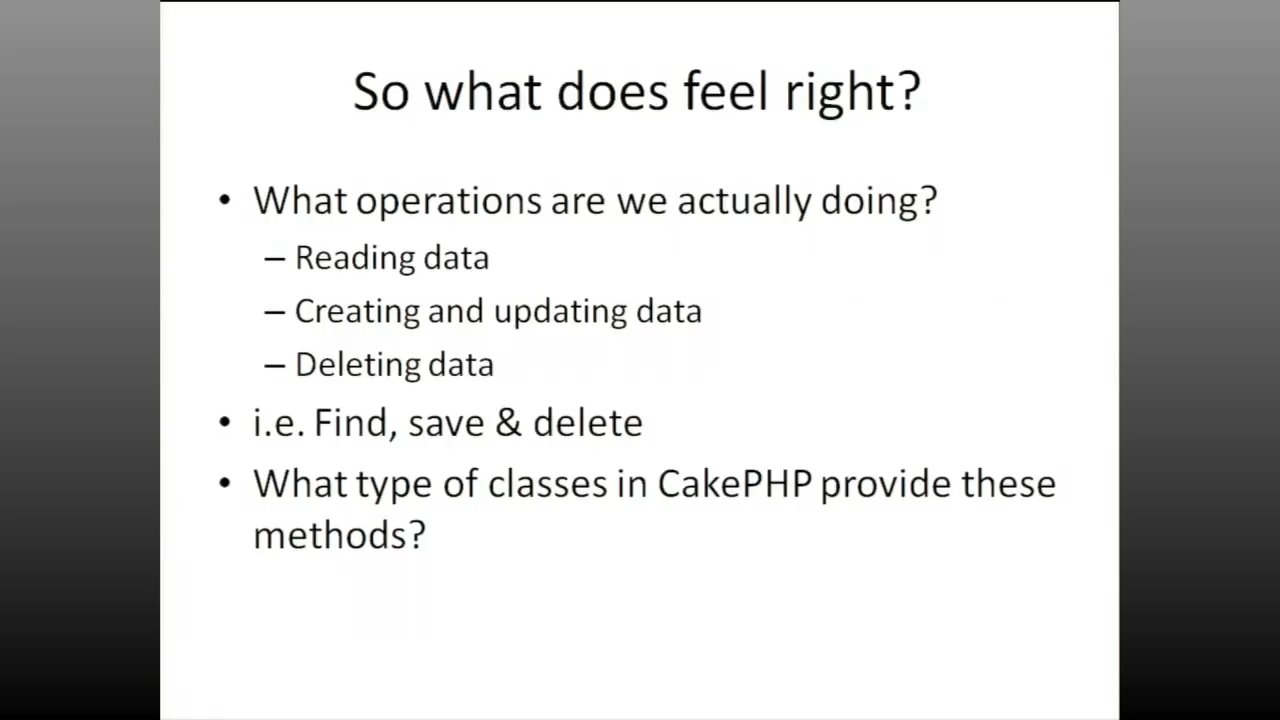 So what does feel right?
• What operations are we actually doing?
– Reading data
– Creating and updating data
– Deleting data
• i.e. Find, save & delete
• What type of classes in CakePHP provide these
methods?